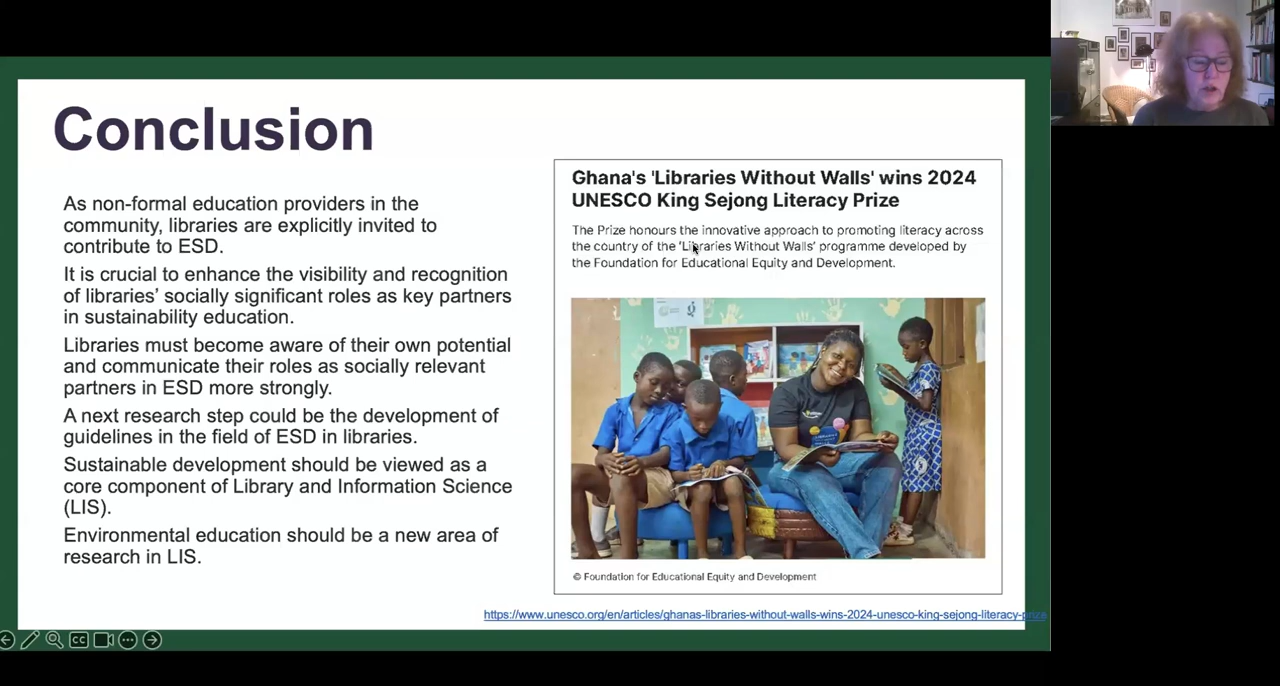 Conclusion
As non-formal education providers in the
community, libraries are explicitly invited to
contribute to ESD.
It is crucial to enhance the visibility and recognition
of libraries' socially significant roles as key partners
in sustainability education.
Libraries must become aware of their own potential
and communicate their roles as socially relevant
partners in ESD more strongly.
A next research step could be the development of
guidelines in the field of ESD in libraries.
Sustainable development should be viewed as a
core component of Library and Information Science
(LIS).
Environmental education should be a new area of
research in LIS.
Ghana's 'Libraries Without Walls' wins 2024
UNESCO King Sejong Literacy Prize
The Prize honours the innovative approach to promoting literacy across
the country of the 'Libraries Without Walls' programme developed by
the Foundation for Educational Equity and Development.
© Foundation for Educational Equity and Development
https://www.unesco.org/en/articles/ghanas-libraries-without-walls-wins-2024-unesco-king-sejong-literacy-prize
CC